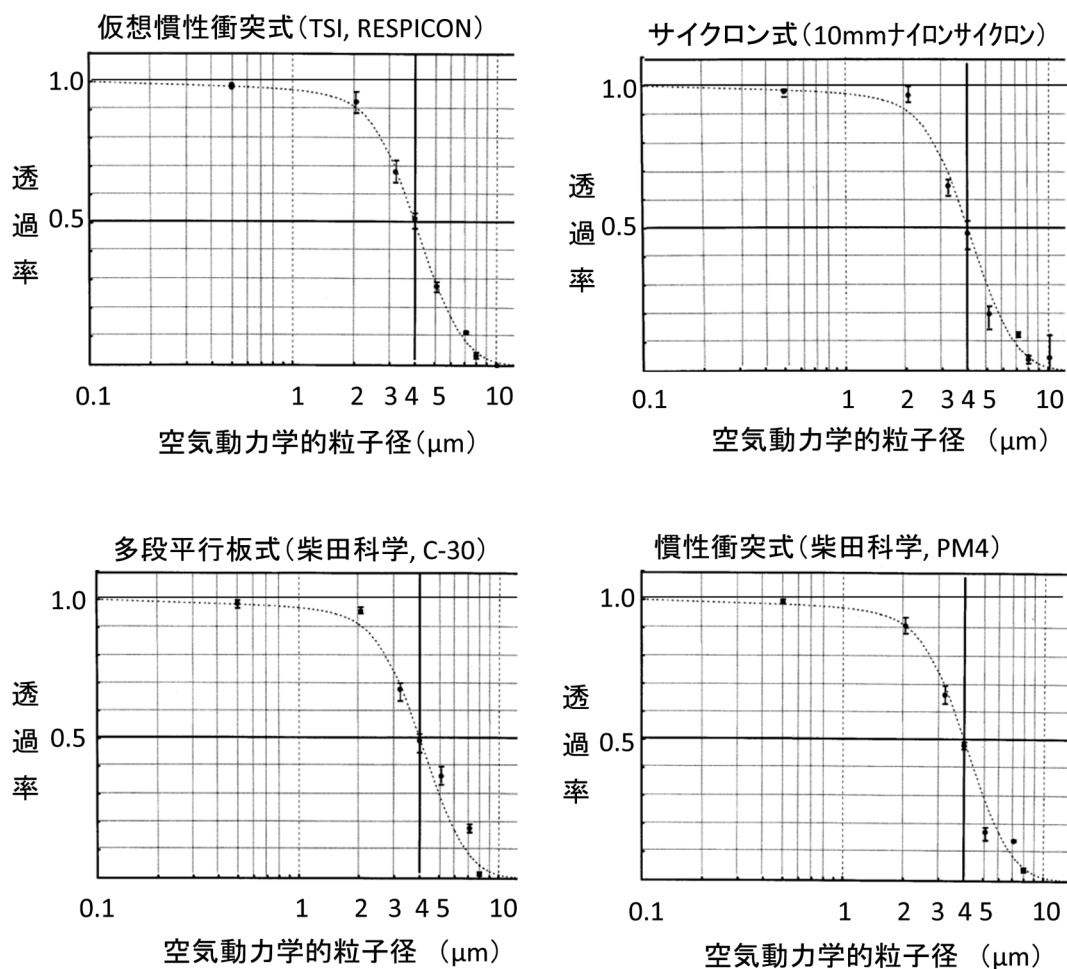 仮想慣性衝突式(TSI, RESPICON)
1.0
0.5
透過率
0.1 1 2 3 4 5 10
空気動力学的粒子径(μm)
サイクロン式(10mmナイロンサイクロン)
1.0
0.5
透過率
0.1 1 2 3 4 5 10
空気動力学的粒子径 (μm)
多段平行板式(柴田科学, C-30)
1.0
0.5
透過率
0.1 1 2 3 4 5 10
空気動力学的粒子径 (μm)
慣性衝突式(柴田科学, PM4)
1.0
0.5
透過率
0.1 1 2 3 4 5 10
空気動力学的粒子径 (μm)